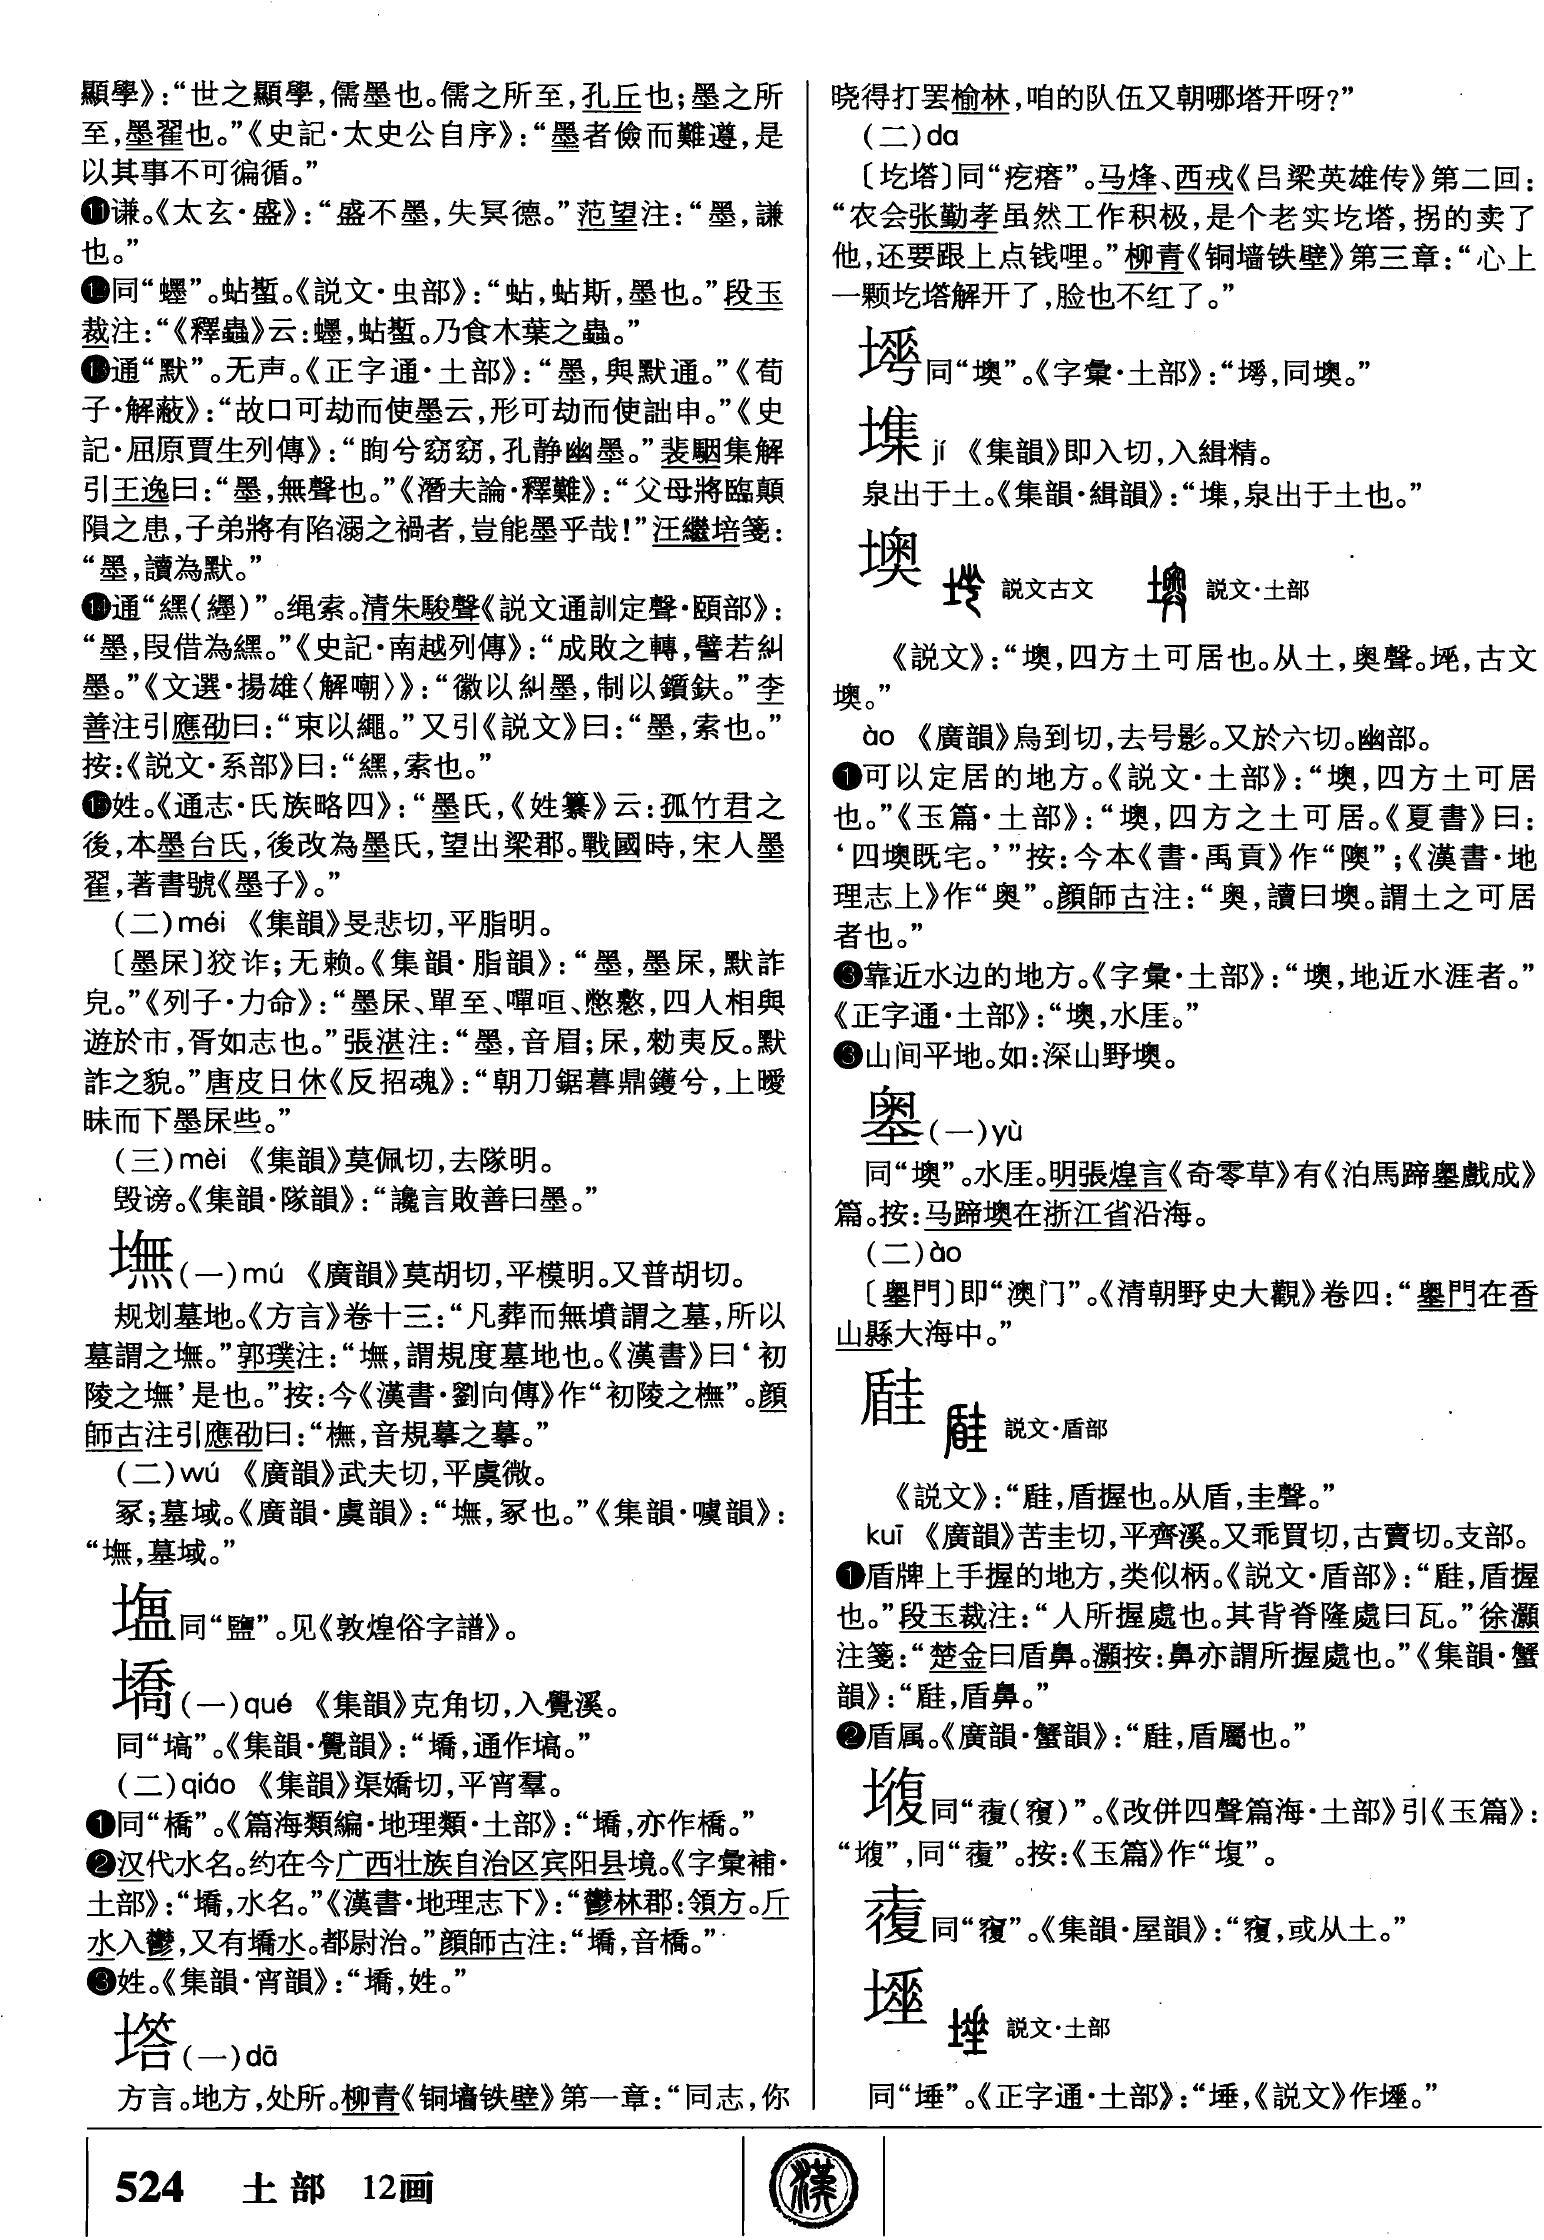 顯學》：“世之顯學，儒墨也。儒之所至，孔丘也；墨之所
至，墨翟也。”《史記·太史公自序》：“墨者儉而難遵，是
以其事不可徧循。”
⓫谦。《太玄·盛》：“盛不墨，失冥德。”范望注：“墨，謙
也。”
⓬同“蟔”。蛅蟴。《説文·虫部》：“蛅，蛅斯，墨也。”段玉
裁注：“《釋蟲》云：蟔，蛅蟴。乃食木葉之蟲。”
⓭通“默”。无声。《正字通·土部》：“墨，與默通。”《荀
子·解蔽》：“故口可劫而使墨云，形可劫而使詘申。”《史
記·屈原賈生列傳》：“眴兮窈窈，孔静幽墨。”裴駰集解
引王逸曰：“墨，無聲也。”《潛夫論·釋難》：“父母將臨顛
隕之患，子弟將有陷溺之禍者，豈能墨乎哉！”汪繼培箋：
“墨，讀為默。”
⓮通“纆（纆）”。绳索。清朱駿聲《説文通訓定聲·頤部》：
“墨，叚借為纆。”《史記·南越列傳》：“成敗之轉，譬若糾
墨。”《文選·揚雄〈解嘲〉》：“徽以糾墨，制以鑕鈇。”李
善注引應劭曰：“束以繩。”又引《説文》曰：“墨，索也。”
按：《説文·系部》曰：“纆，索也。”
⓯姓。《通志·氏族略四》：“墨氏，《姓纂》云：孤竹君之
後，本墨台氏，後改為墨氏，望出梁郡。戰國時，宋人墨
翟，著書號《墨子》。”
（二）méi 《集韻》旻悲切，平脂明。
〔墨杘〕狡诈；无赖。《集韻·脂韻》：“墨，墨杘，默詐
皃。”《列子·力命》：“墨杘、單至、嘽咺、憋懯，四人相與
遊於市，胥如志也。”張湛注：“墨，音眉；杘，勑夷反。默
詐之貌。”唐皮日休《反招魂》：“朝刀鋸暮鼎鑊兮，上曖
昧而下墨杘些。”
（三）mèi 《集韻》莫佩切，去隊明。
毁谤。《集韻·隊韻》：“讒言敗善曰墨。”
墲（一）mú 《廣韻》莫胡切，平模明。又普胡切。
规划墓地。《方言》卷十三：“凡葬而無墳謂之墓，所以
墓謂之墲。”郭璞注：“墲，謂規度墓地也。《漢書》曰‘初
陵之墲’是也。”按：今《漢書·劉向傳》作“初陵之橅”。顔
師古注引應劭曰：“橅，音規摹之摹。”
（二）wú 《廣韻》武夫切，平虞微。
冢；墓域。《廣韻·虞韻》：“墲，冢也。”《集韻·噳韻》：
“墲，墓域。”
塩同“鹽”。见《敦煌俗字譜》。
墧（一）qué 《集韻》克角切，入覺溪。
同“塙”。《集韻·覺韻》：“墧，通作塙。”
（二）qiáo 《集韻》渠嬌切，平宵羣。
❶同“橋”。《篇海類編·地理類·土部》：“墧，亦作橋。”
❷汉代水名。约在今广西壮族自治区宾阳县境。《字彙補·
土部》：“墧，水名。”《漢書·地理志下》：“鬱林郡：領方。斤
水入鬱，又有墧水。都尉治。”顔師古注：“墧，音橋。”
❸姓。《集韻·宵韻》：“墧，姓。”
墖（一）dā
方言。地方，处所。柳青《铜墙铁壁》第一章：“同志，你
晓得打罢榆林，咱的队伍又朝哪塔开呀？”
（二）da
〔圪塔〕同“疙瘩”。马烽、西戎《吕梁英雄传》第二回：
“农会张勤孝虽然工作积极，是个老实圪塔，拐的卖了
他，还要跟上点钱哩。”柳青《铜墙铁壁》第三章：“心上
一颗圪塔解开了，脸也不红了。”
同“墺”。《字彙·土部》：“，同墺。”
㙫jí 《集韻》即入切，入緝精。
泉出于土。《集韻·緝韻》：“㙫，泉出于土也。”
墺 説文古文 説文·土部
《説文》：“墺，四方土可居也。从土，奥聲。垝，古文
墺。”
ào 《廣韻》烏到切，去号影。又於六切。幽部。
❶可以定居的地方。《説文·土部》：“墺，四方土可居
也。”《玉篇·土部》：“墺，四方之土可居。《夏書》曰：
‘四墺既宅。’”按：今本《書·禹貢》作“隩”；《漢書·地
理志上》作“奥”。顔師古注：“奥，讀曰墺。謂土之可居
者也。”
❸靠近水边的地方。《字彙·土部》：“墺，地近水涯者。”
《正字通·土部》：“墺，水厓。”
❸山间平地。如：深山野墺。
㙠（一）yù
同“墺”。水厓。明張煌言《奇零草》有《泊馬蹄㙠戲成》
篇。按：马蹄墺在浙江省沿海。
（二）ào
〔㙠門〕即“澳门”。《清朝野史大觀》卷四：“㙠門在香
山縣大海中。”
䞨 説文·盾部
《説文》：“，盾握也。从盾，圭聲。”
kuī 《廣韻》苦圭切，平齊溪。又乖買切，古賣切。支部。
❶盾牌上手握的地方，类似柄。《説文·盾部》：“，盾握
也。”段玉裁注：“人所握處也。其背脊隆處曰瓦。”徐灝
注箋：“楚金曰盾鼻。灝按：鼻亦謂所握處也。”《集韻·蟹
韻》：“，盾鼻。”
❷盾属。《廣韻·蟹韻》：“，盾屬也。”
同“（覆）”。《改併四聲篇海·土部》引《玉篇》：
“”，同“”。按：《玉篇》作“塇”。
同“”。《集韻·屋韻》：“，或从土。”
説文·土部
同“埵”。《正字通·土部》：“埵，《説文》作。”
524 土部 12画
漢